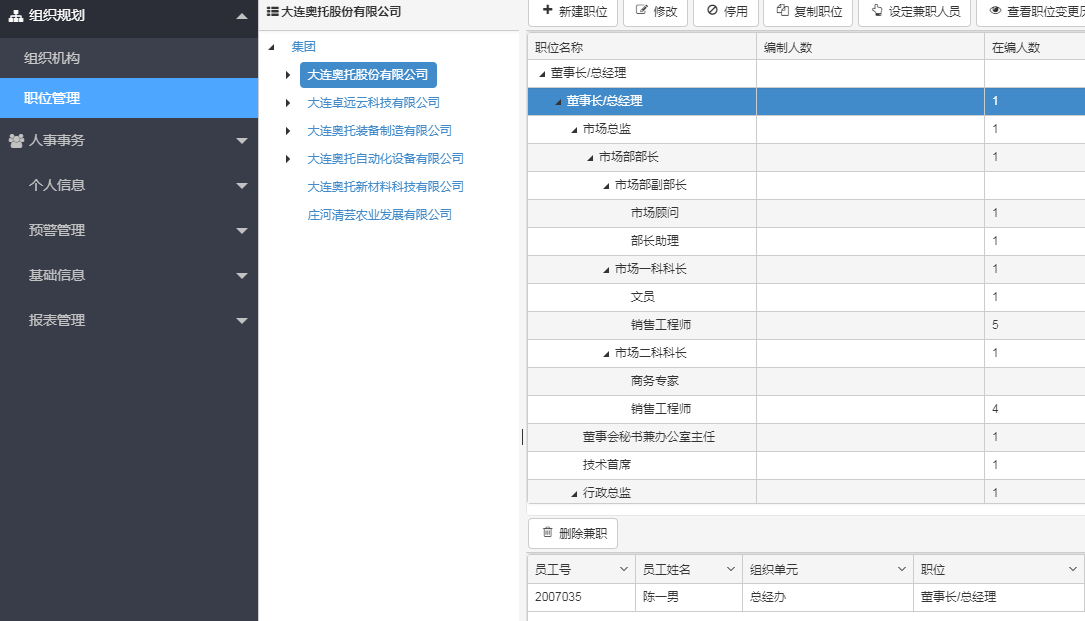 组织规划
组织机构
职位管理
人事事务
个人信息
预警管理
基础信息
报表管理
大连奥托股份有限公司
集团
大连奥托股份有限公司
大连卓远云科技有限公司
大连奥托装备制造有限公司
大连奥托自动化设备有限公司
大连奥托新材料科技有限公司
庄河清芸农业发展有限公司
新建职位 修改 停用 复制职位 设定兼职人员 查看职位变更历
职位名称 编制人数 在编人数
董事长/总经理
董事长/总经理 1
市场总监 1
市场部部长 1
市场部副部长
市场顾问 1
部长助理 1
市场一科科长 1
文员 1
销售工程师 5
市场二科科长 1
商务专家
销售工程师 4
董事会秘书兼办公室主任 1
技术首席 1
行政总监 1
删除兼职
员工号 员工姓名 组织单元 职位
2007035 陈一男 总经办 董事长/总经理